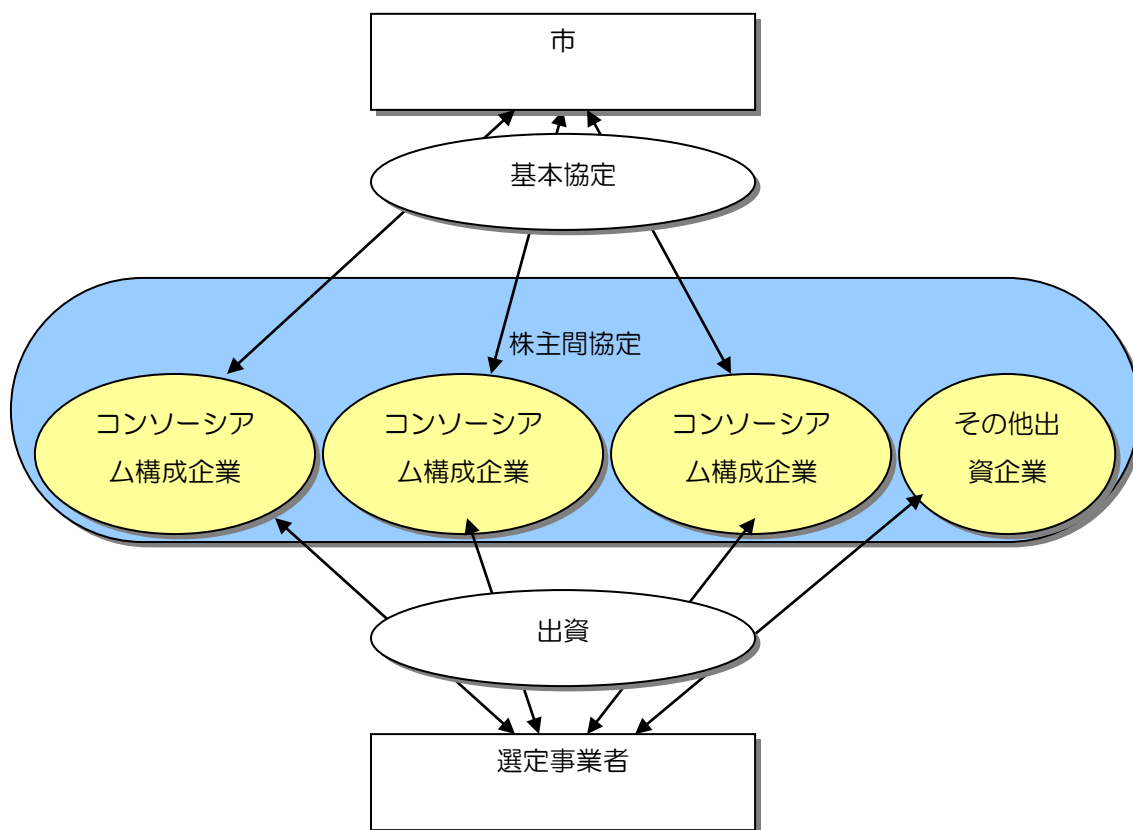 市
基本協定
株主間協定
コンソーシア
ム構成企業
コンソーシア
ム構成企業
コンソーシア
ム構成企業
その他出
資企業
出資
選定事業者